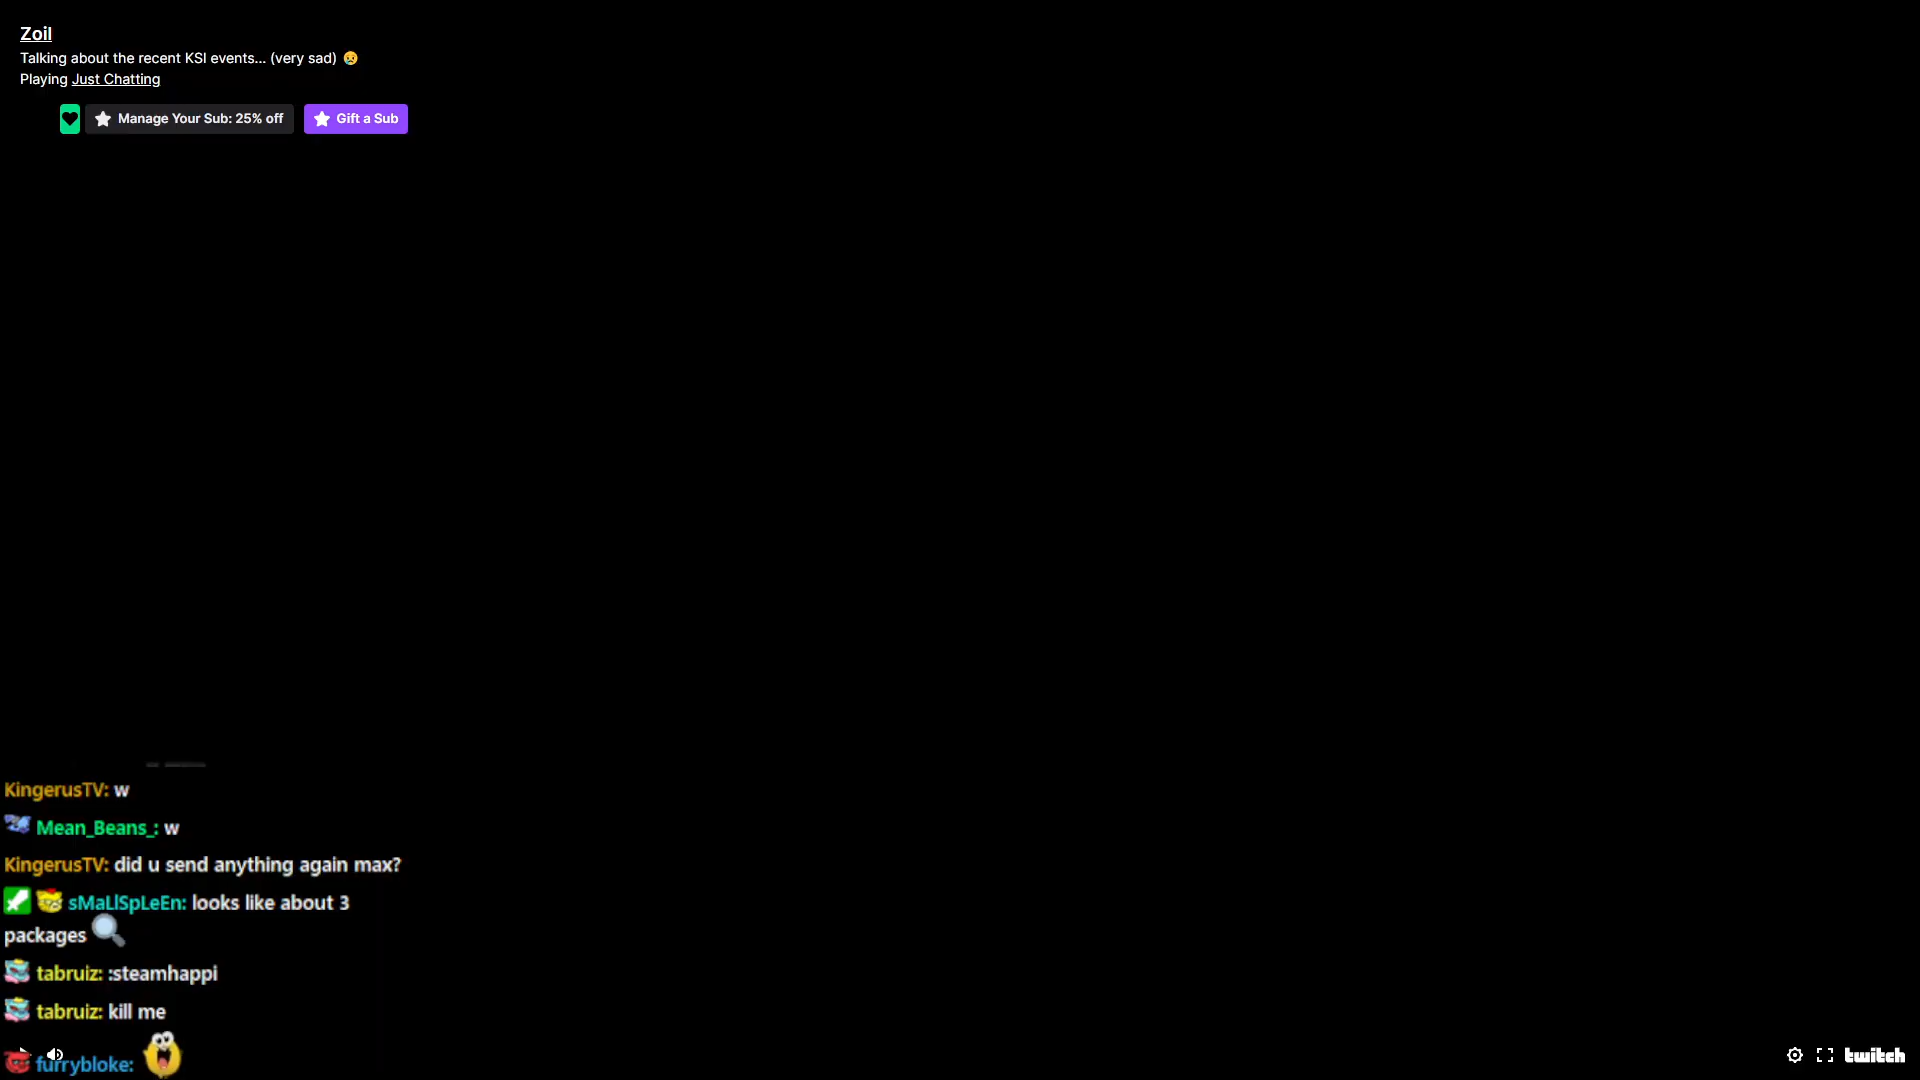 Zoil
Talking about the recent KSI events... (very sad) 😢
Playing Just Chatting
Manage Your Sub: 25% off
Gift a Sub
KingerusTV: w
Mean_Beans_: w
KingerusTV: did u send anything again max?
sMaLlSpLeEn: looks like about 3
packages
tabruiz: :steamhappi
tabruiz: kill me
furrybloke:
twitch